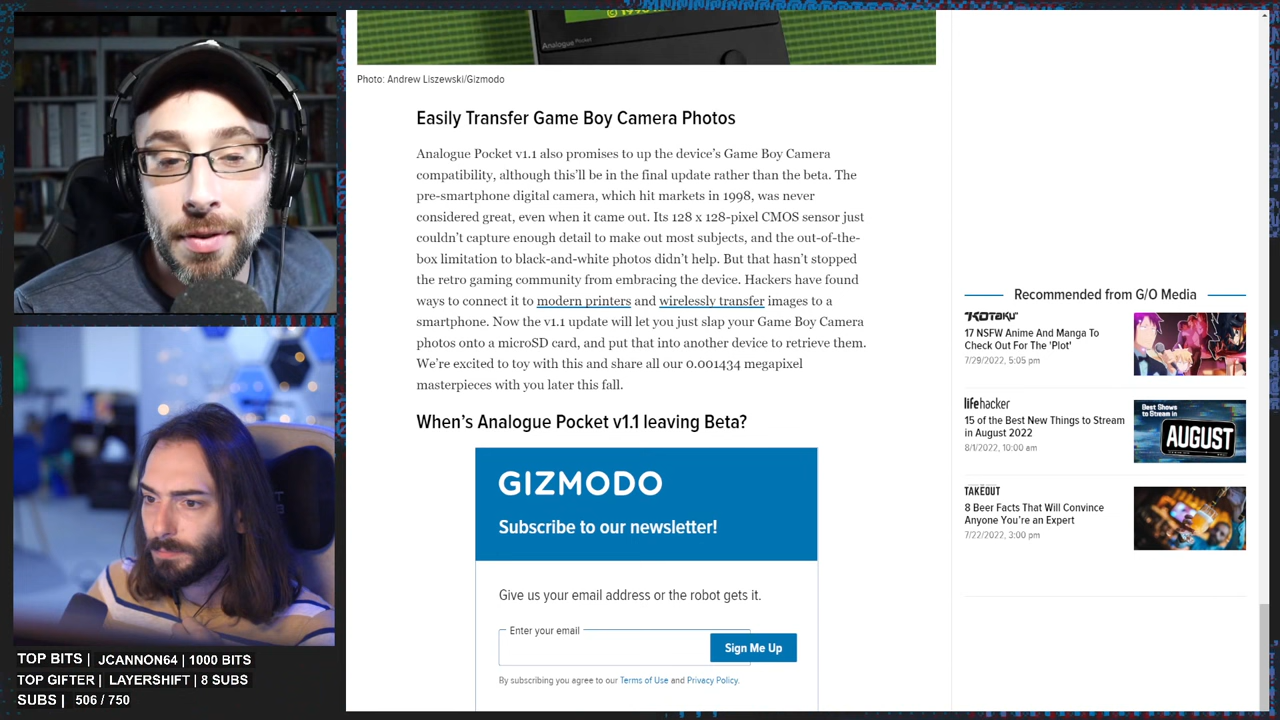 Analogue Pocket
Photo: Andrew Liszewski/Gizmodo
Easily Transfer Game Boy Camera Photos
Analogue Pocket v1.1 also promises to up the device's Game Boy Camera
compatibility, although this'll be in the final update rather than the beta. The
pre-smartphone digital camera, which hit markets in 1998, was never
considered great, even when it came out. Its 128 x 128-pixel CMOS sensor just
couldn't capture enough detail to make out most subjects, and the out-of-the-
box limitation to black-and-white photos didn't help. But that hasn't stopped
the retro gaming community from embracing the device. Hackers have found
ways to connect it to modern printers and wirelessly transfer images to a
smartphone. Now the v1.1 update will let you just slap your Game Boy Camera
photos onto a microSD card, and put that into another device to retrieve them.
We're excited to toy with this and share all our 0.001434 megapixel
masterpieces with you later this fall.
When's Analogue Pocket v1.1 leaving Beta?
GIZMODO
Subscribe to our newsletter!
Give us your email address or the robot gets it.
Enter your email
Sign Me Up
By subscribing you agree to our Terms of Use and Privacy Policy.
Recommended from G/O Media
KOTAKU
17 NSFW Anime And Manga To
Check Out For The 'Plot'
7/29/2022, 5:05 pm
lifehacker
15 of the Best New Things to Stream
in August 2022
8/1/2022, 10:00 am
Best Shows
to Stream in
AUGUST
TAKEOUT
8 Beer Facts That Will Convince
Anyone You're an Expert
7/22/2022, 3:00 pm
TOP BITS | JCANNON64 | 1000 BITS
TOP GIFTER | LAYERSHIFT | 8 SUBS
SUBS | 506 / 750